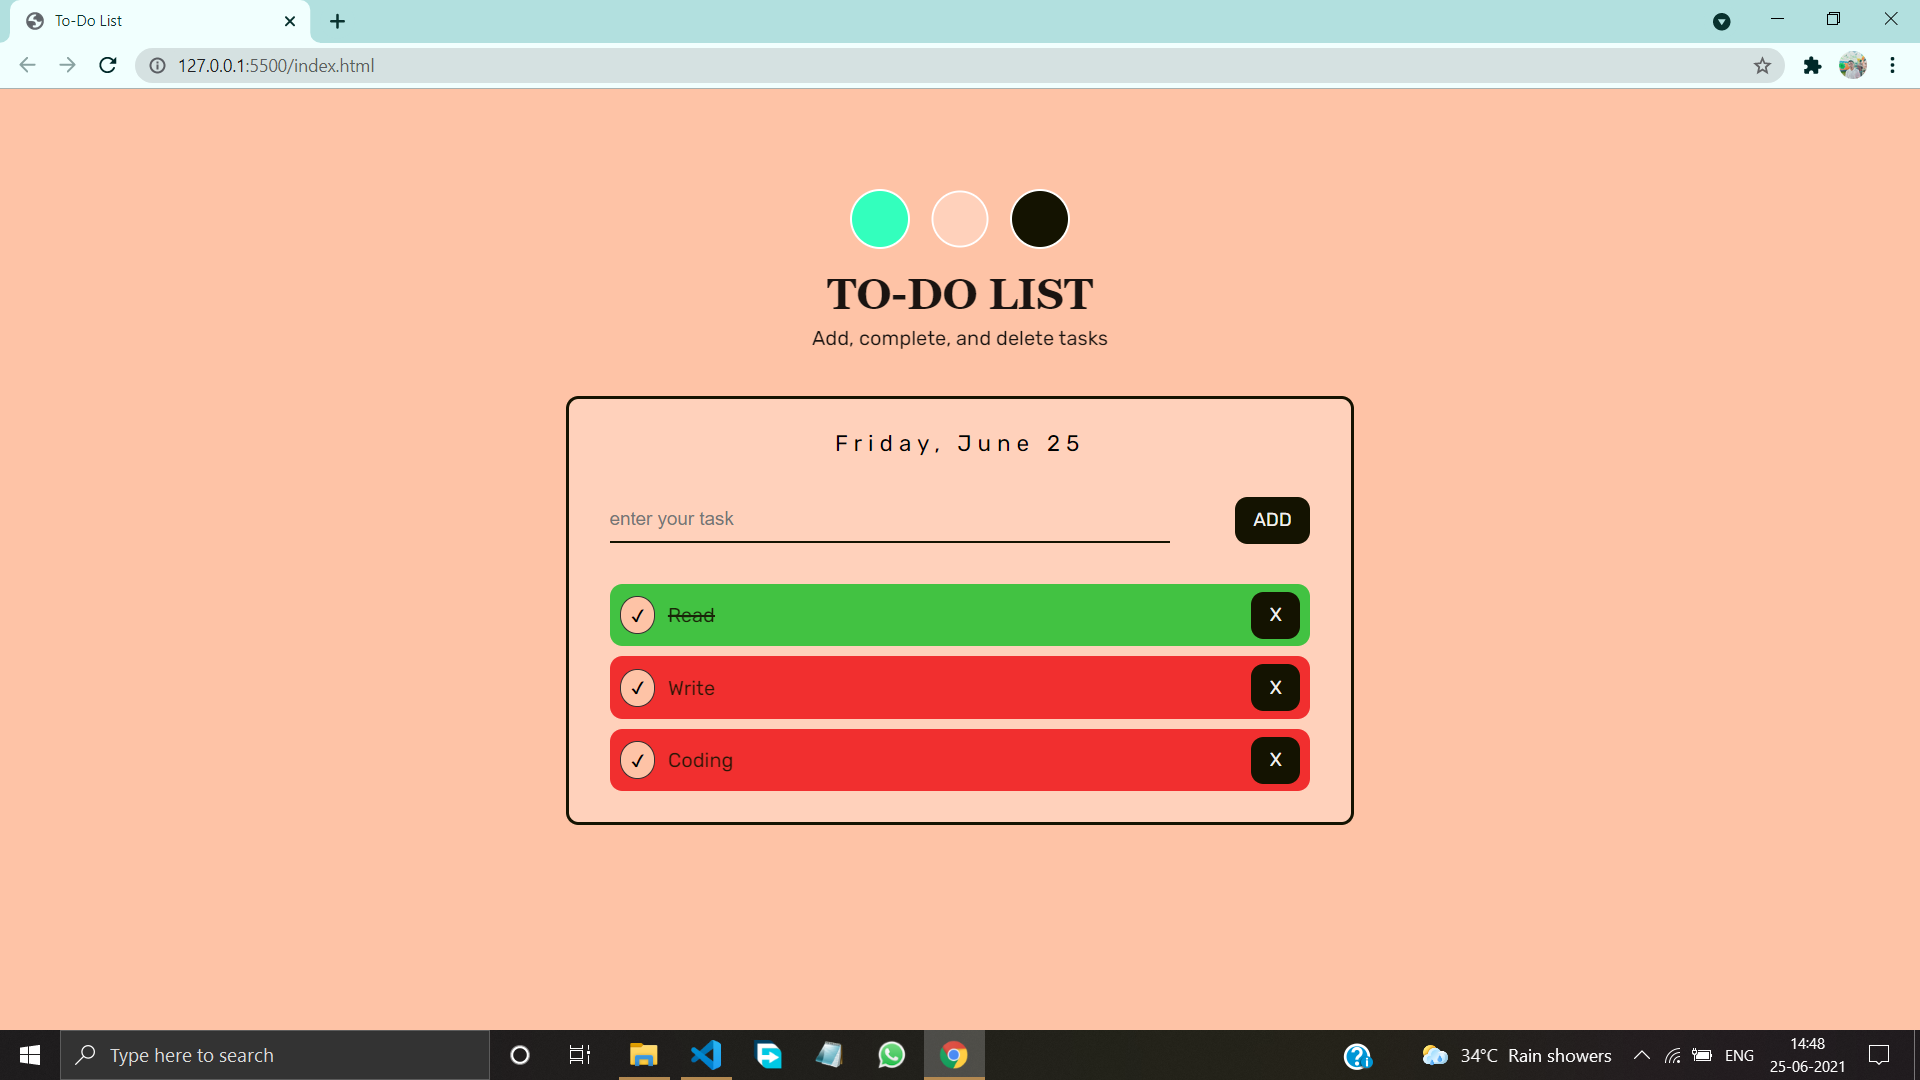 To-Do List
127.0.0.1:5500/index.html
TO-DO LIST
Add, complete, and delete tasks
Friday, June 25
enter your task
ADD
✓ Read X
✓ Write X
✓ Coding X
Type here to search
34°C Rain showers
ENG
14:48
25-06-2021